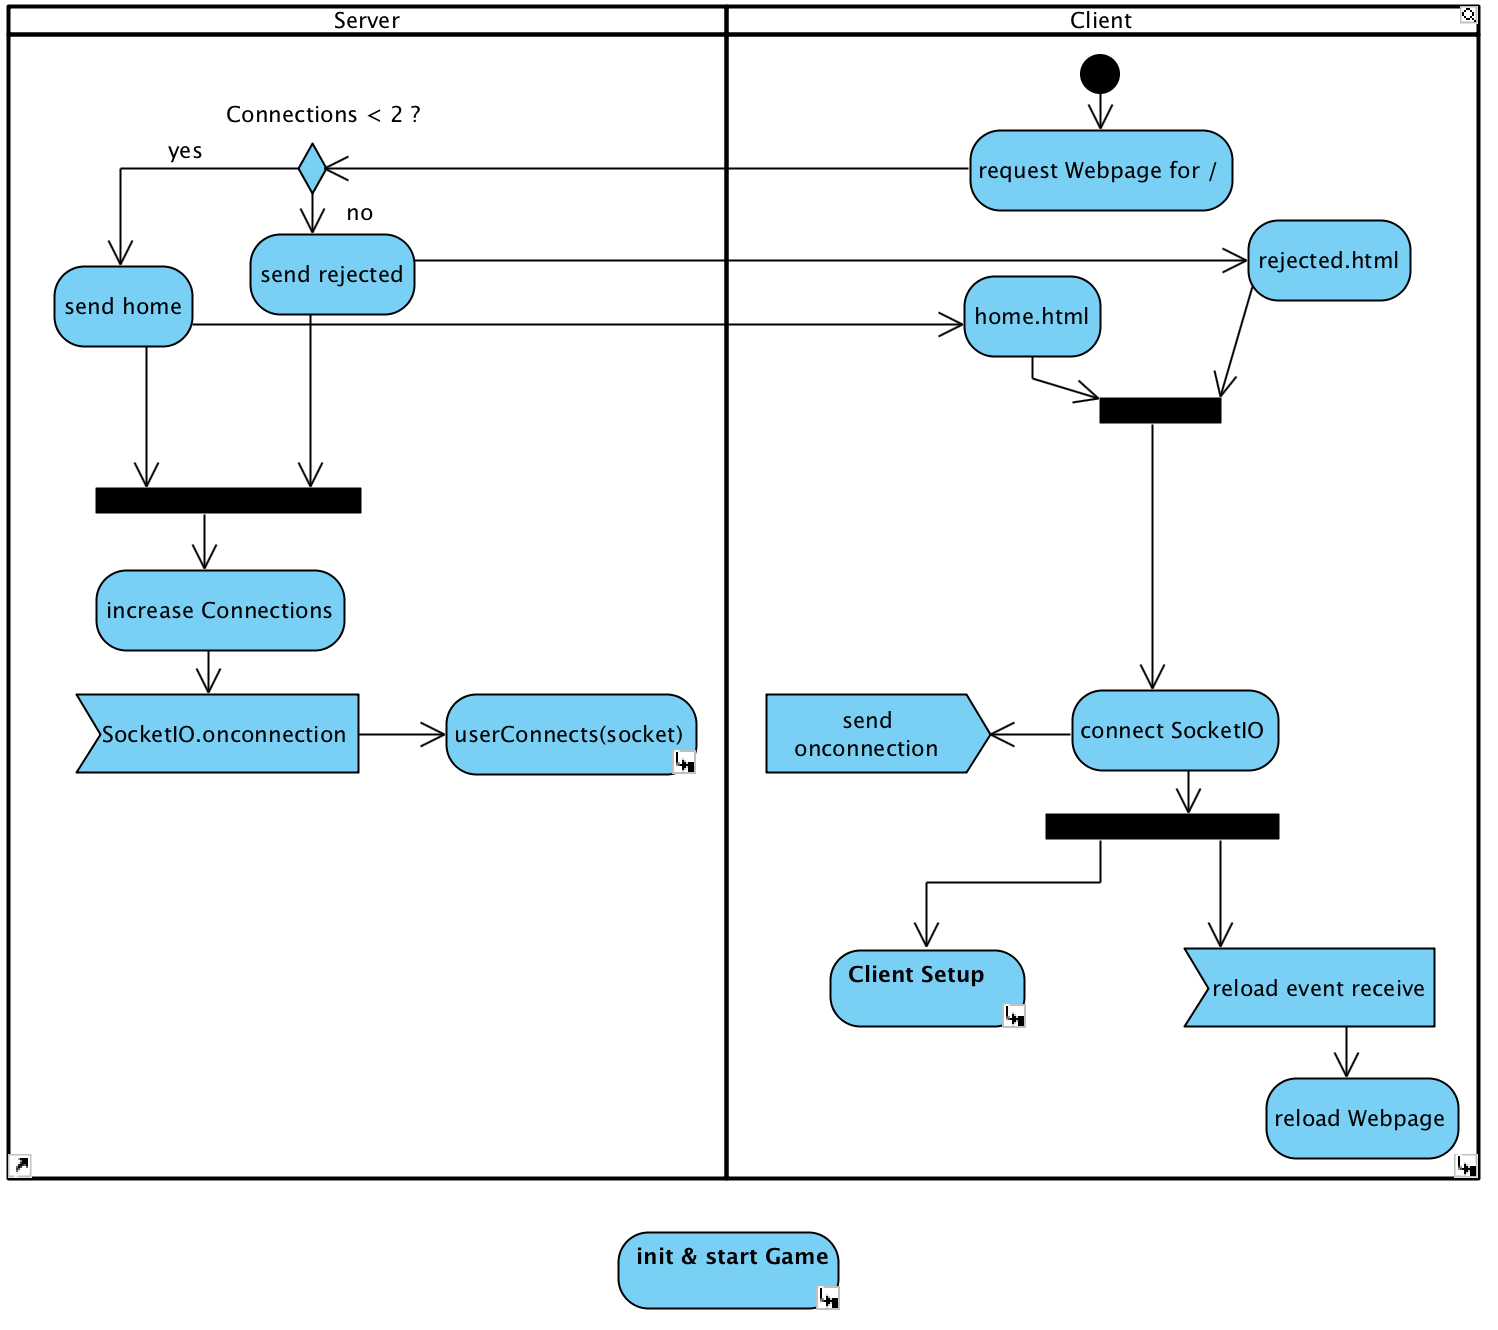 Server
Client
Connections < 2 ?
yes
no
request Webpage for /
send rejected
rejected.html
send home
home.html
increase Connections
SocketIO.onconnection
userConnects(socket)
send
onconnection
connect SocketIO
Client Setup
reload event receive
reload Webpage
init & start Game